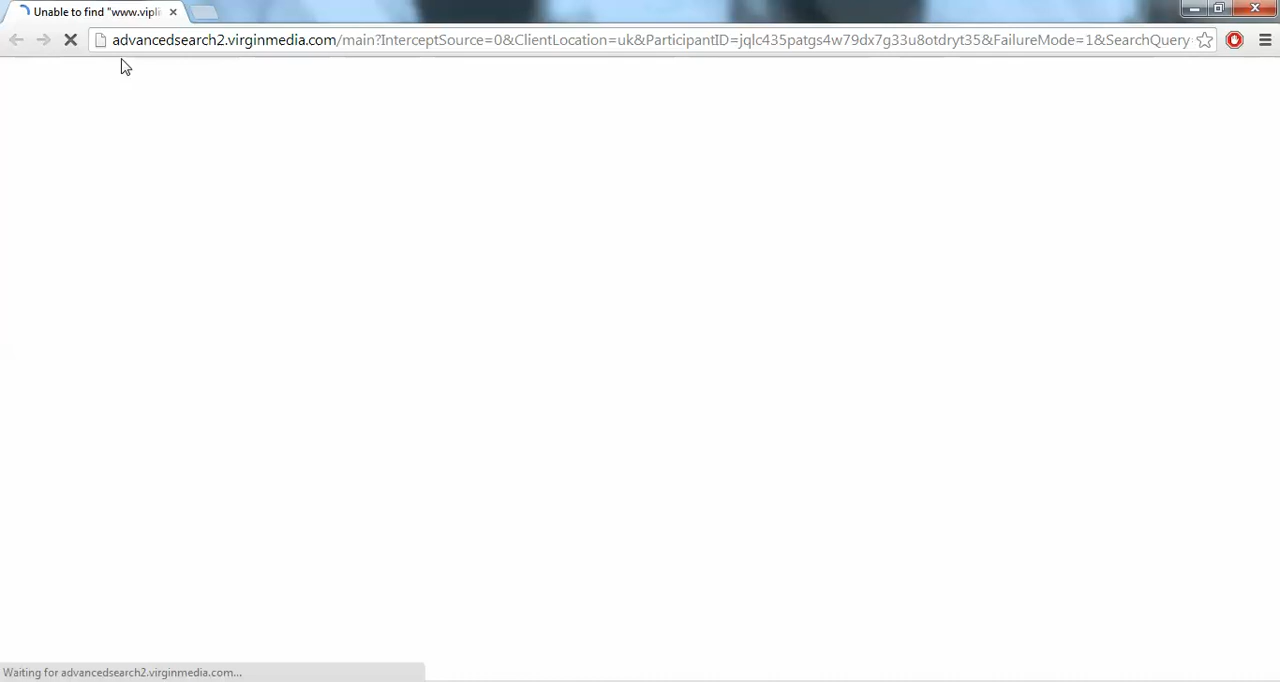 Unable to find "www.vipli
advancedsearch2.virginmedia.com/main?InterceptSource=0&ClientLocation=uk&ParticipantID=jqlc435patgs4w79dx7g33u8otdryt35&FailureMode=1&SearchQuery
Waiting for advancedsearch2.virginmedia.com...